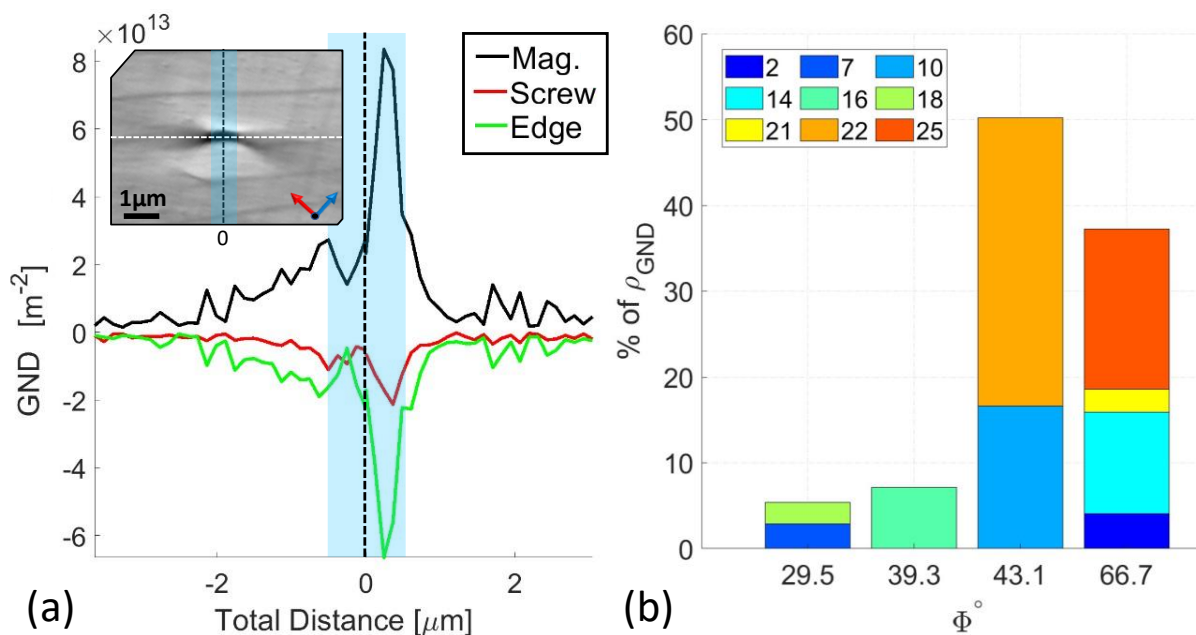 ×10^13
8
6
4
2
0
-2
-4
-6
GND [m^-2]
1μm
0
Mag.
Screw
Edge
-2 0 2
Total Distance [μm]
(a)
60
50
40
30
20
10
0
% of ρ_GND
2 7 10
14 16 18
21 22 25
29.5 39.3 43.1 66.7
Φ°
(b)